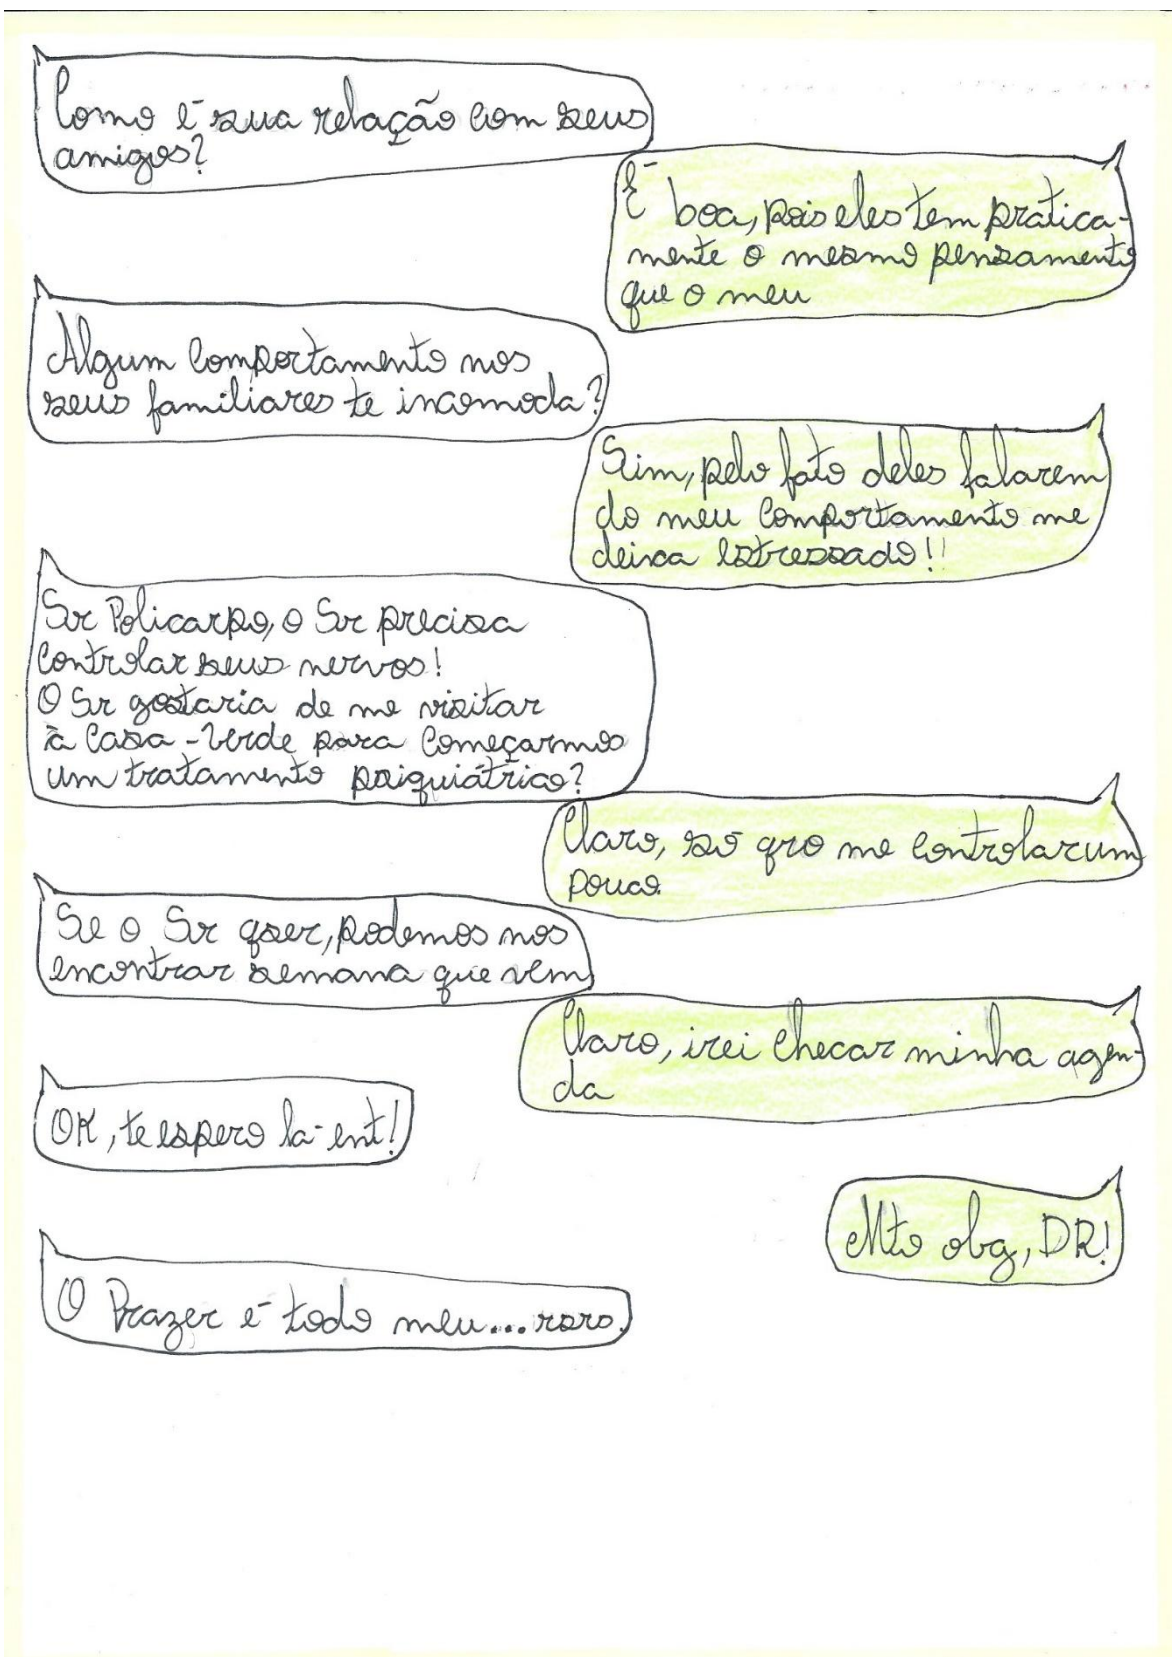 Como é sua relação com seus
amigos?
É boa, pois eles tem pratica-
mente o mesmo pensamento
que o meu
Algum comportamento nos
seus familiares te incomoda?
Sim, pelo fato deles falarem
do meu comportamento me
deixa estressado!!
Sr Policarpo, o Sr precisa
controlar seus nervos!
O Sr gostaria de me visitar
à Casa-Verde para começarmos
um tratamento psiquiátrico?
Claro, só qro me controlar um
pouco.
Se o Sr qser, podemos nos
encontrar semana que vem
Claro, irei checar minha agen-
da
OK, te espero lá ent!
Mto obg, DR!
O Prazer é todo meu...rsrs.